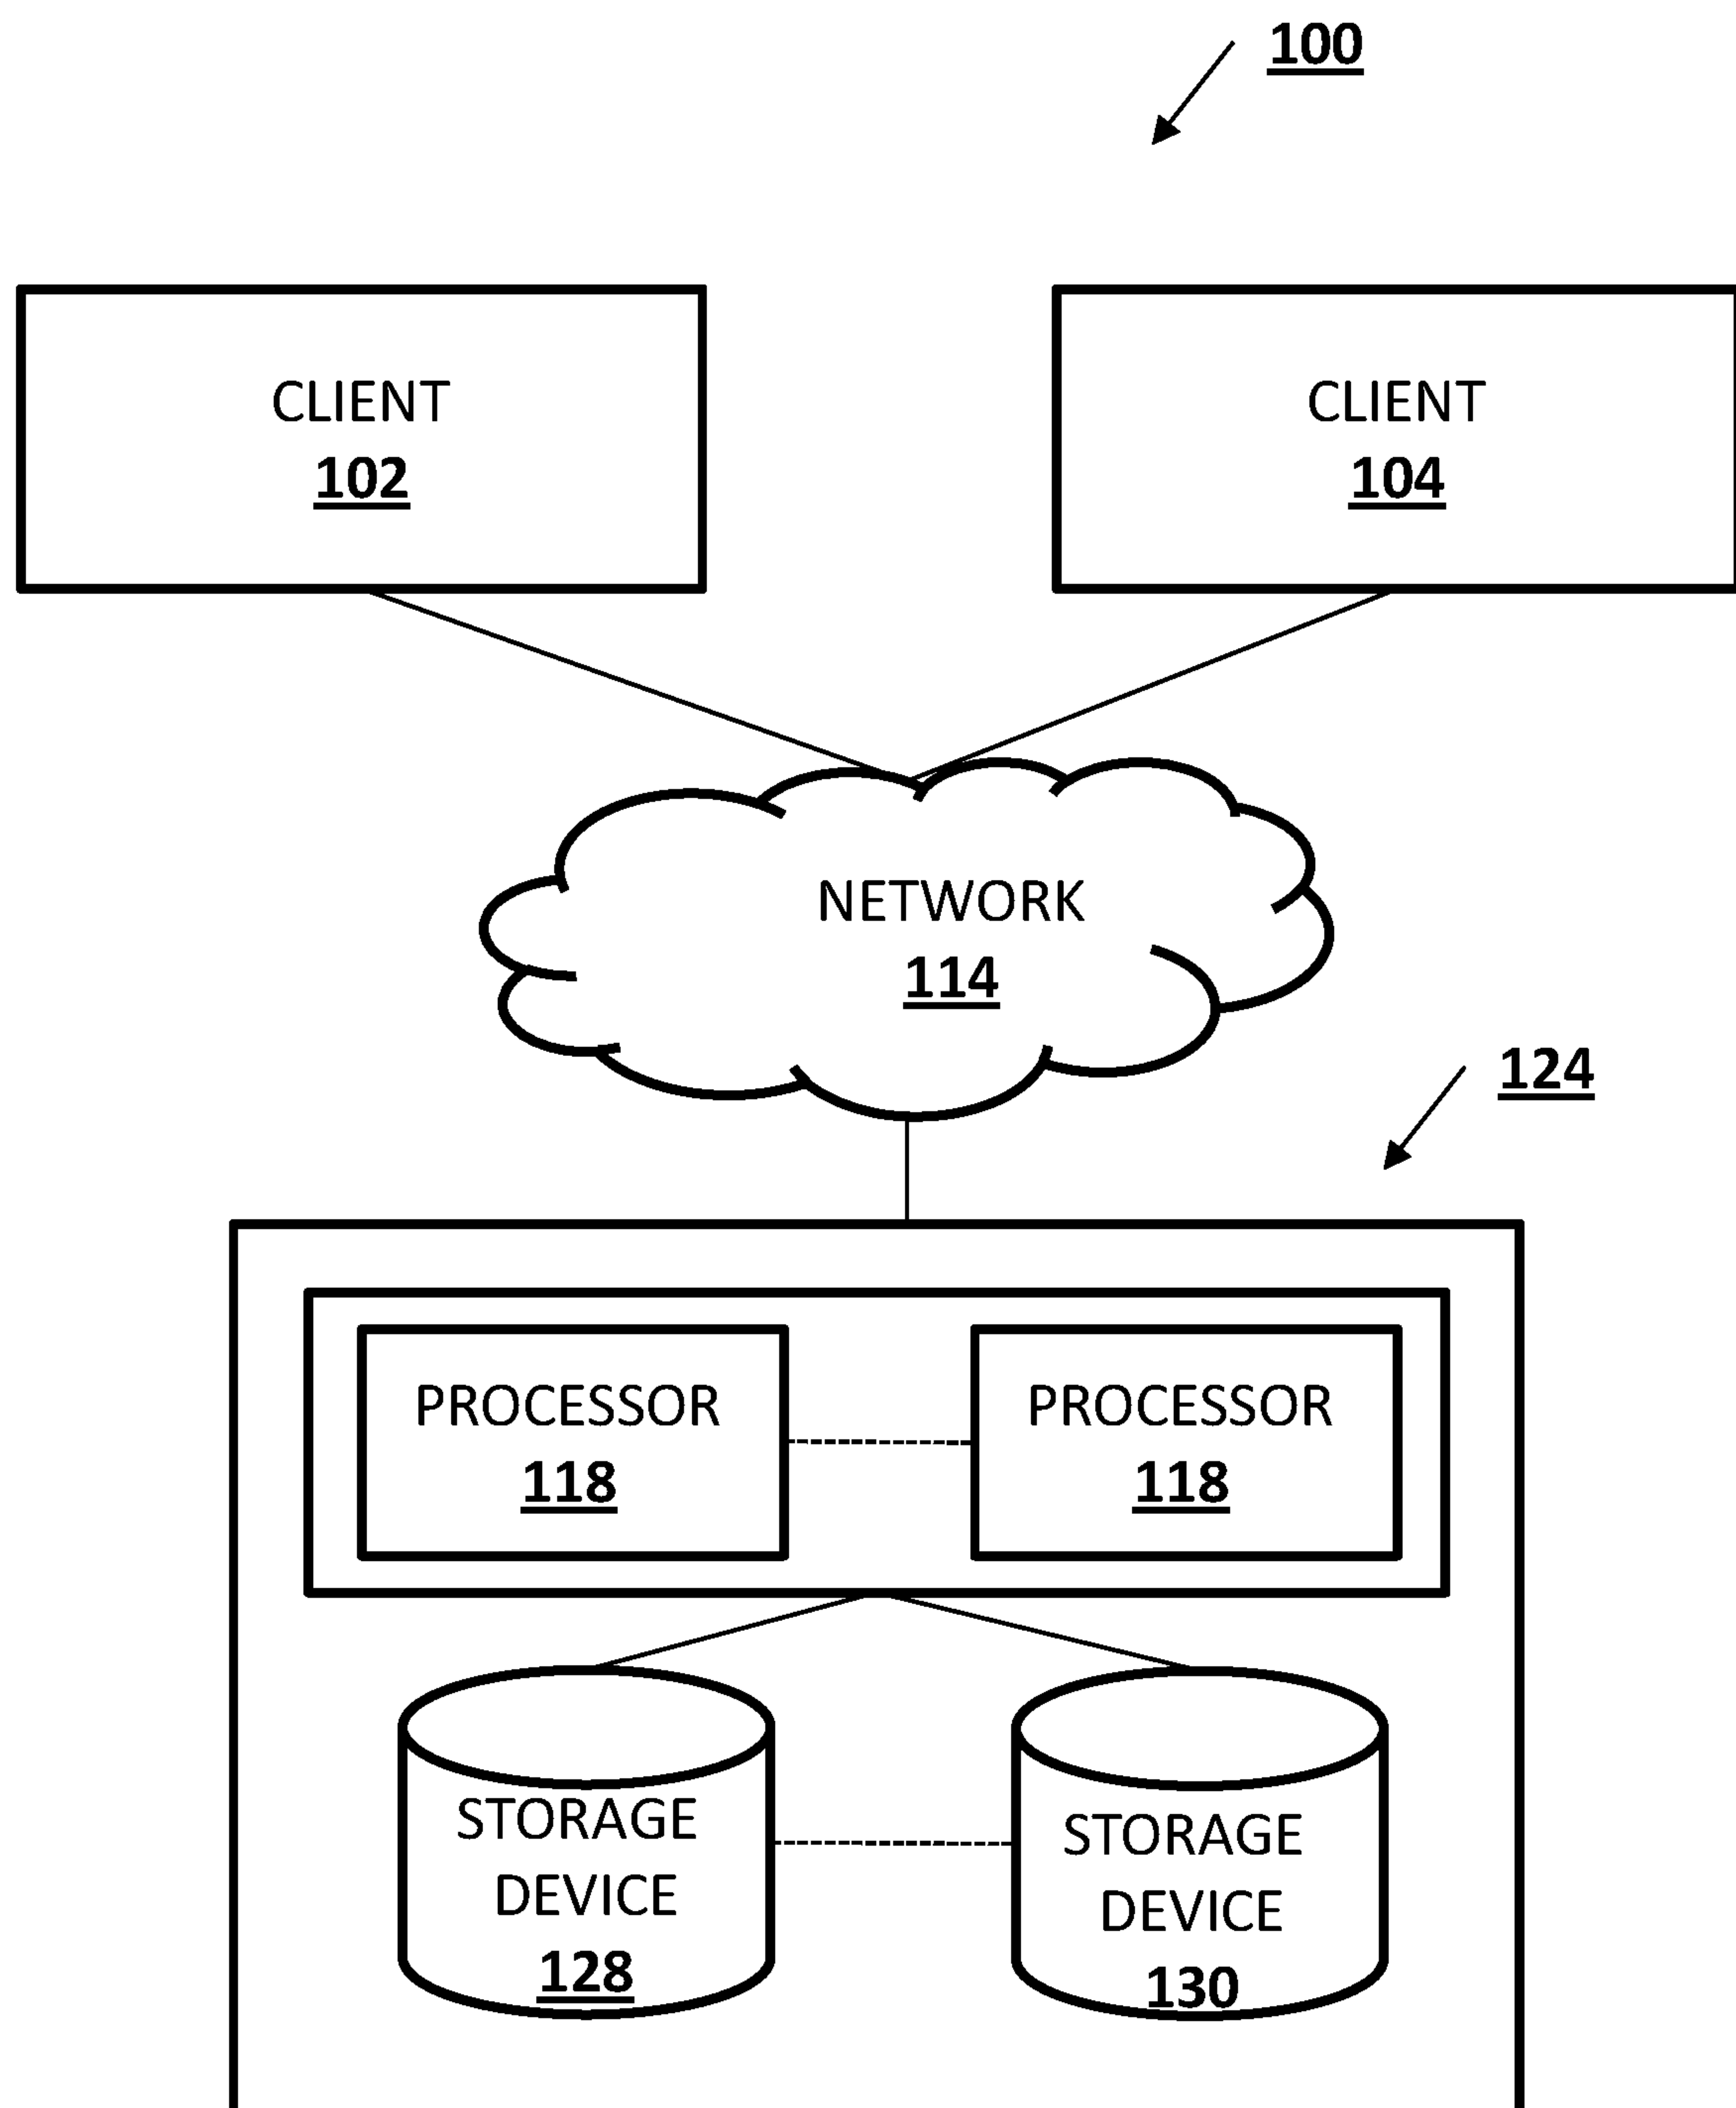 100
CLIENT
102
CLIENT
104
NETWORK
114
124
PROCESSOR
118
PROCESSOR
118
STORAGE
DEVICE
128
STORAGE
DEVICE
130